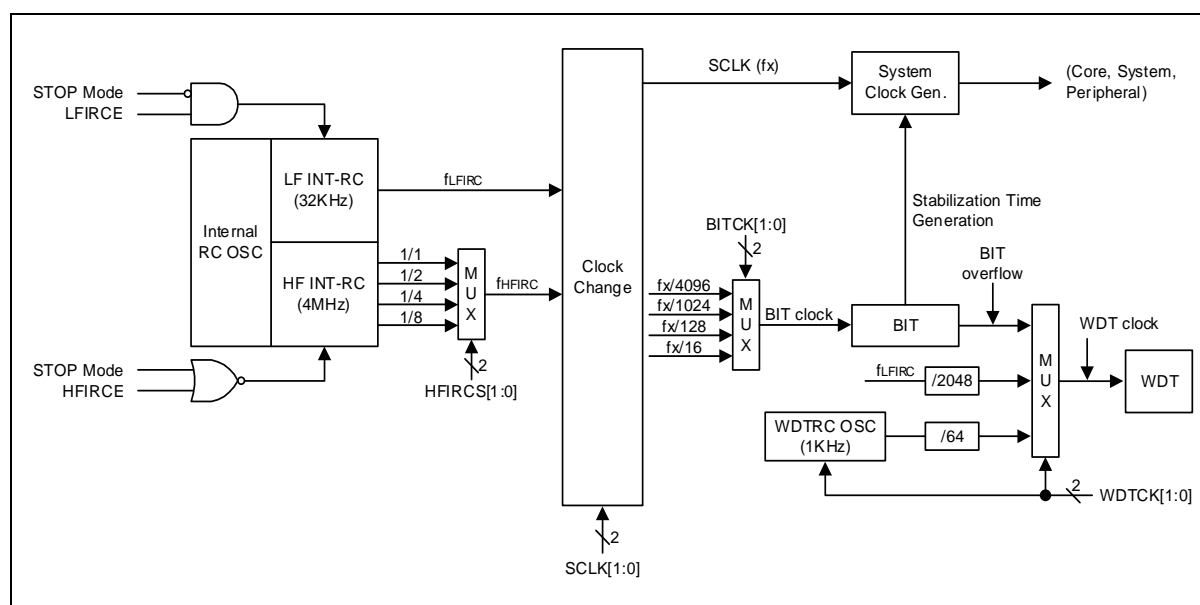 STOP Mode
LFIRCE
Internal
RC OSC
LF INT-RC
(32KHz)
HF INT-RC
(4MHz)
fLFIRC
1/1
1/2
1/4
1/8
MUX
fHFIRC
HFIRCS[1:0]
2
STOP Mode
HFIRCE
Clock
Change
2
SCLK[1:0]
SCLK (fx)
System
Clock Gen.
(Core, System,
Peripheral)
Stabilization Time
Generation
BITCK[1:0]
2
fx/4096
fx/1024
fx/128
fx/16
MUX
BIT clock
BIT
BIT
overflow
fLFIRC
/2048
WDTRC OSC
(1KHz)
/64
MUX
WDT clock
WDT
2
WDTCK[1:0]